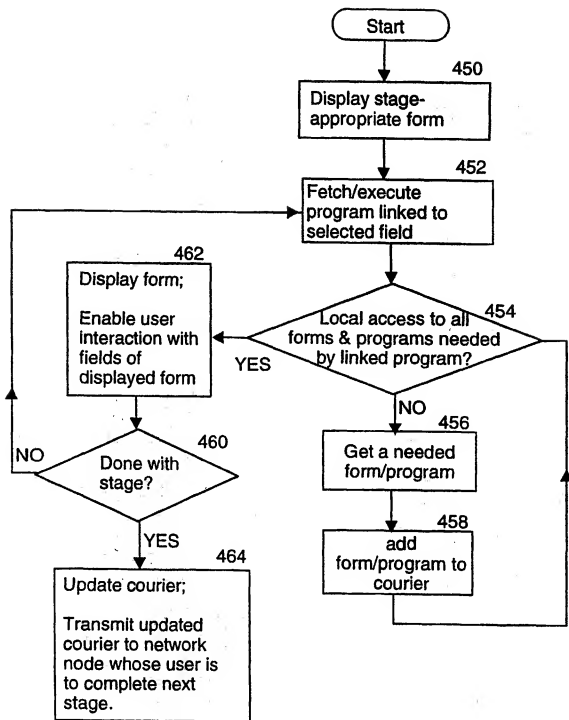 Start
450
Display stage-
appropriate form
452
Fetch/execute
program linked to
selected field
462
Display form;
Enable user
interaction with
fields of
displayed form
454
Local access to all
forms & programs needed
by linked program?
YES
NO
456
Get a needed
form/program
458
add
form/program to
courier
460
Done with
stage?
NO
YES
464
Update courier;
Transmit updated
courier to network
node whose user is
to complete next
stage.